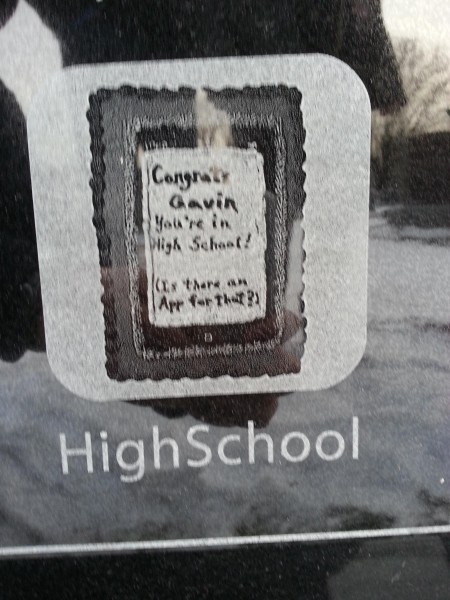 Congrats
Gavin
You're in
High School!
(Is there an
App for that?)
HighSchool